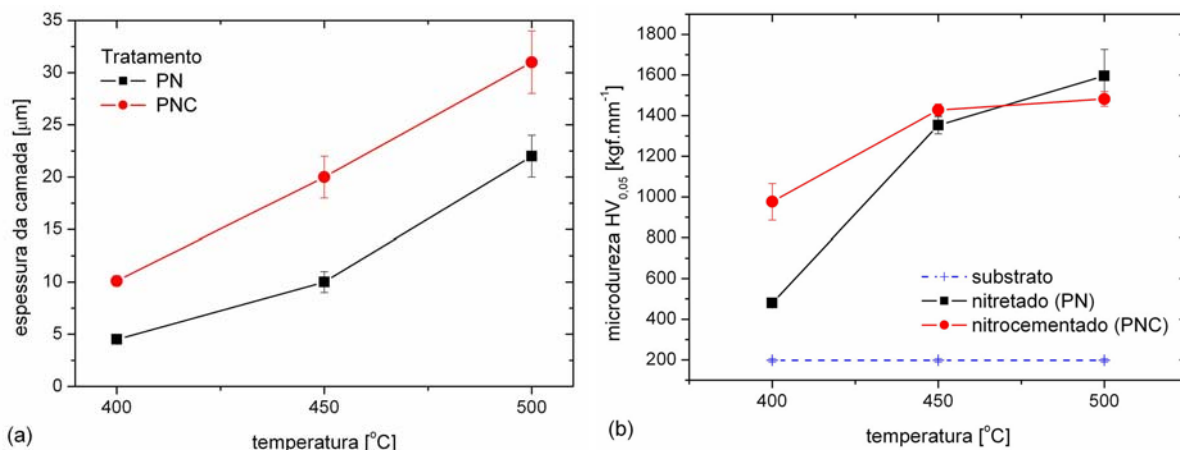 Tratamento
PN
PNC
35
30
25
20
15
10
5
0
espessura da camada [μm]
400
450
500
temperatura [°C]
(a)
1800
1600
1400
1200
1000
800
600
400
200
microdureza HV0,05 [kgf.mm-1]
substrato
nitretado (PN)
nitrocementado (PNC)
400
450
500
temperatura [°C]
(b)